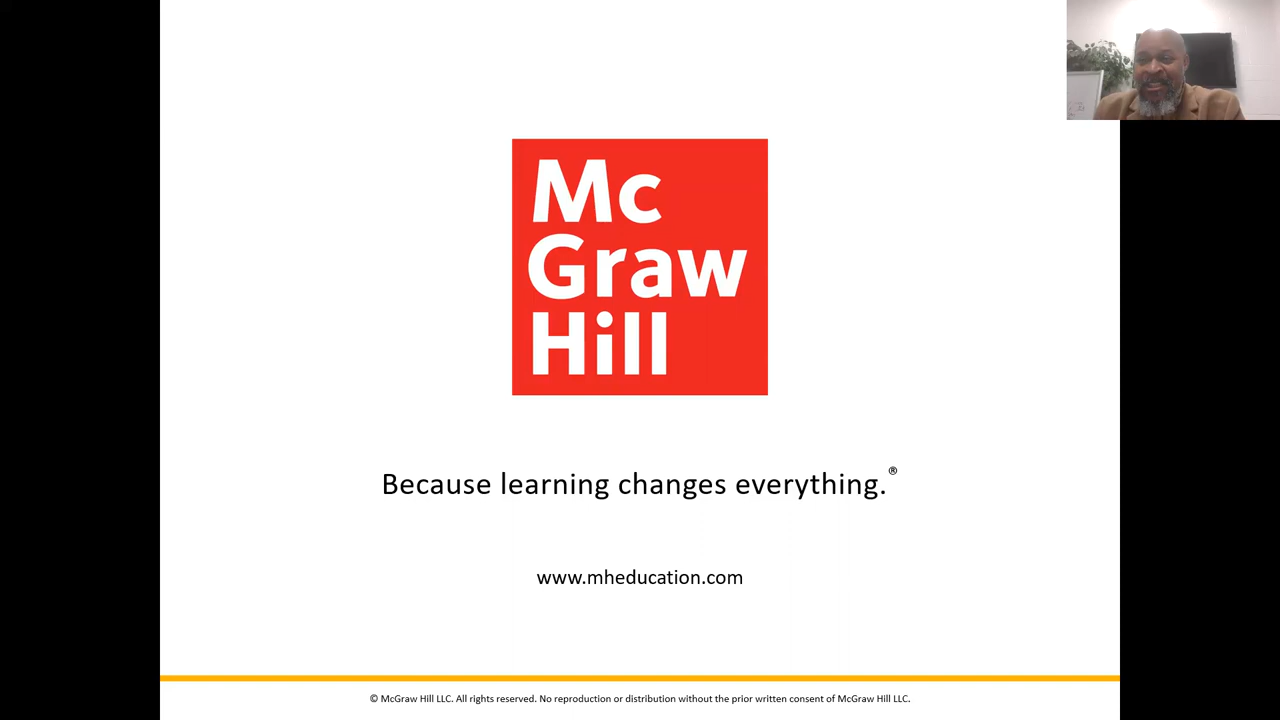 Mc
Graw
Hill
Because learning changes everything.®
www.mheducation.com
© McGraw Hill LLC. All rights reserved. No reproduction or distribution without the prior written consent of McGraw Hill LLC.